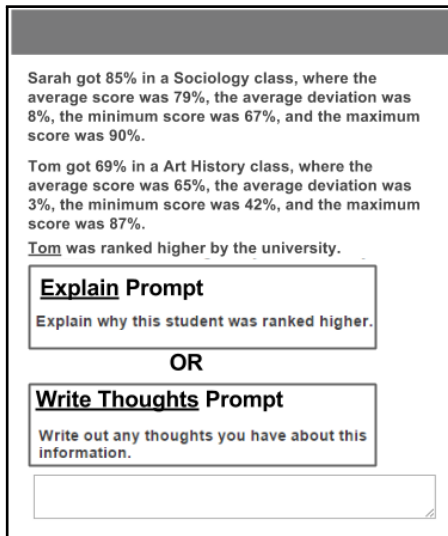 Sarah got 85% in a Sociology class, where the
average score was 79%, the average deviation was
8%, the minimum score was 67%, and the maximum
score was 90%.
Tom got 69% in a Art History class, where the
average score was 65%, the average deviation was
3%, the minimum score was 42%, and the maximum
score was 87%.
Tom was ranked higher by the university.
Explain Prompt
Explain why this student was ranked higher.
OR
Write Thoughts Prompt
Write out any thoughts you have about this
information.